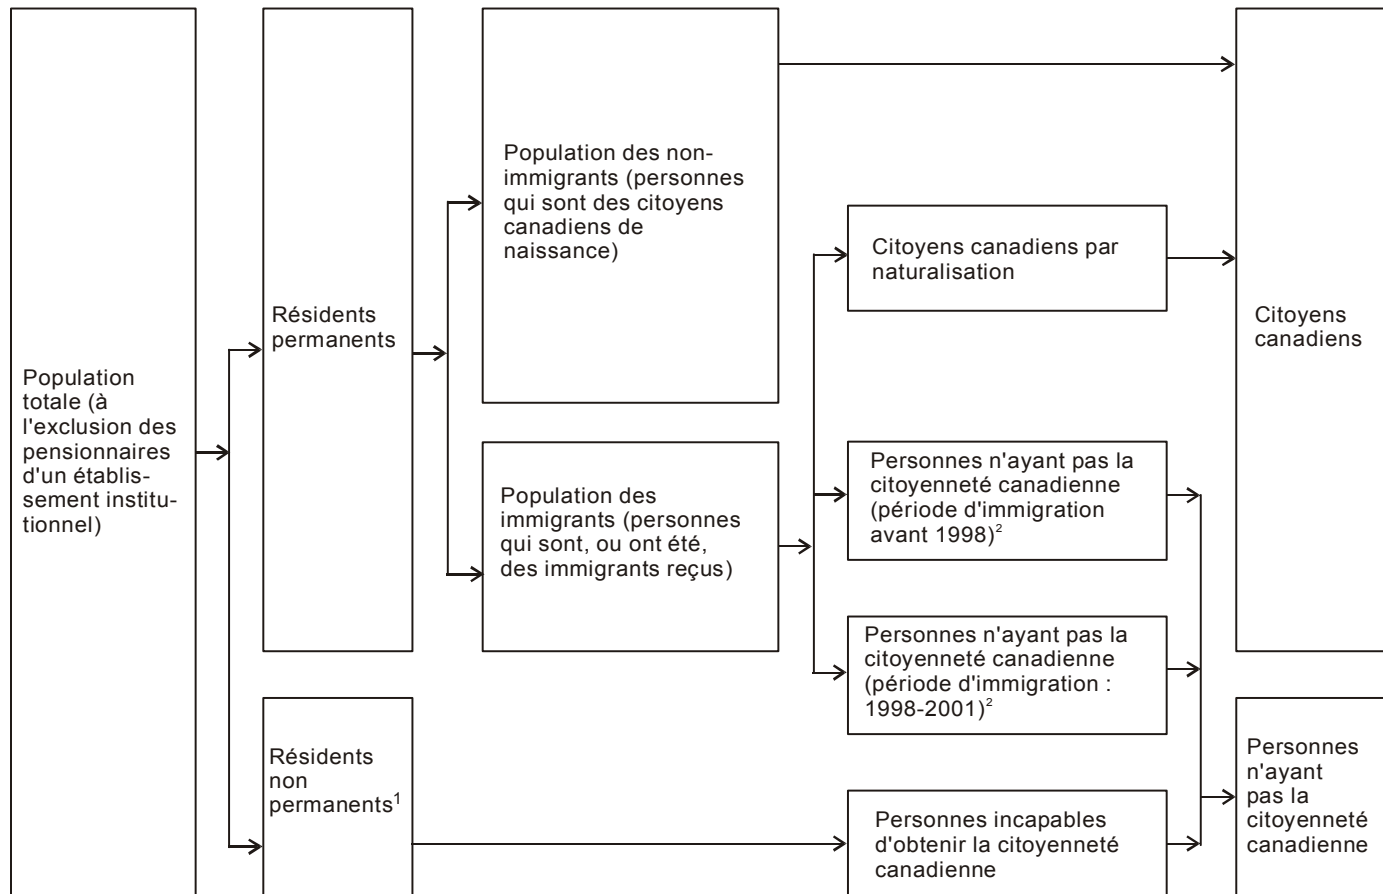 Population
totale (à
l'exclusion des
pensionnaires
d'un établis-
sement institu-
tionnel)
Résidents
permanents
Résidents
non
permanents1
Population des non-
immigrants (personnes
qui sont des citoyens
canadiens de
naissance)
Population des
immigrants (personnes
qui sont, ou ont été,
des immigrants reçus)
Citoyens canadiens par
naturalisation
Personnes n'ayant pas la
citoyenneté canadienne
(période d'immigration
avant 1998)2
Personnes n'ayant pas la
citoyenneté canadienne
(période d'immigration :
1998-2001)2
Personnes incapables
d'obtenir la citoyenneté
canadienne
Citoyens
canadiens
Personnes
n'ayant
pas la
citoyenneté
canadienne